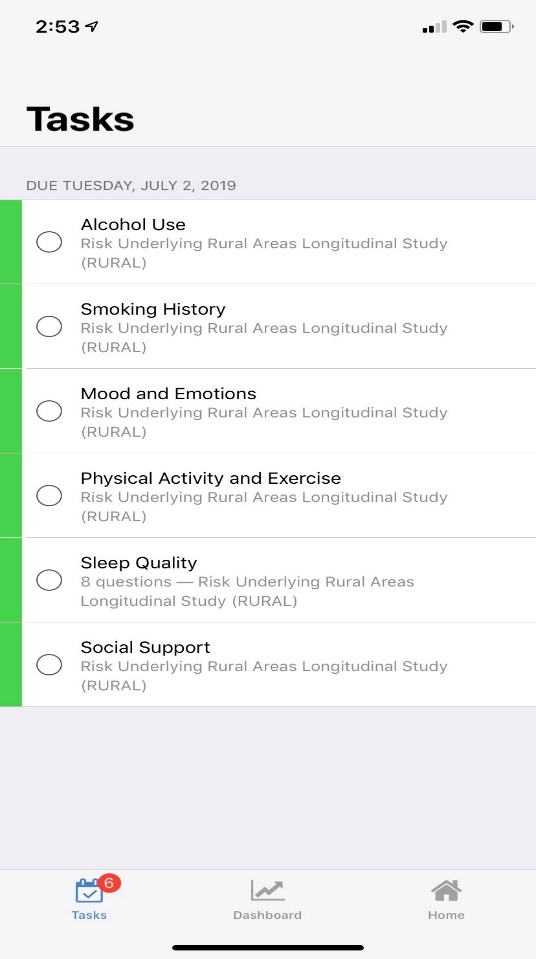 2:53
Tasks
DUE TUESDAY, JULY 2, 2019
Alcohol Use
Risk Underlying Rural Areas Longitudinal Study
(RURAL)
Smoking History
Risk Underlying Rural Areas Longitudinal Study
(RURAL)
Mood and Emotions
Risk Underlying Rural Areas Longitudinal Study
(RURAL)
Physical Activity and Exercise
Risk Underlying Rural Areas Longitudinal Study
(RURAL)
Sleep Quality
8 questions — Risk Underlying Rural Areas
Longitudinal Study (RURAL)
Social Support
Risk Underlying Rural Areas Longitudinal Study
(RURAL)
6
Tasks
Dashboard
Home